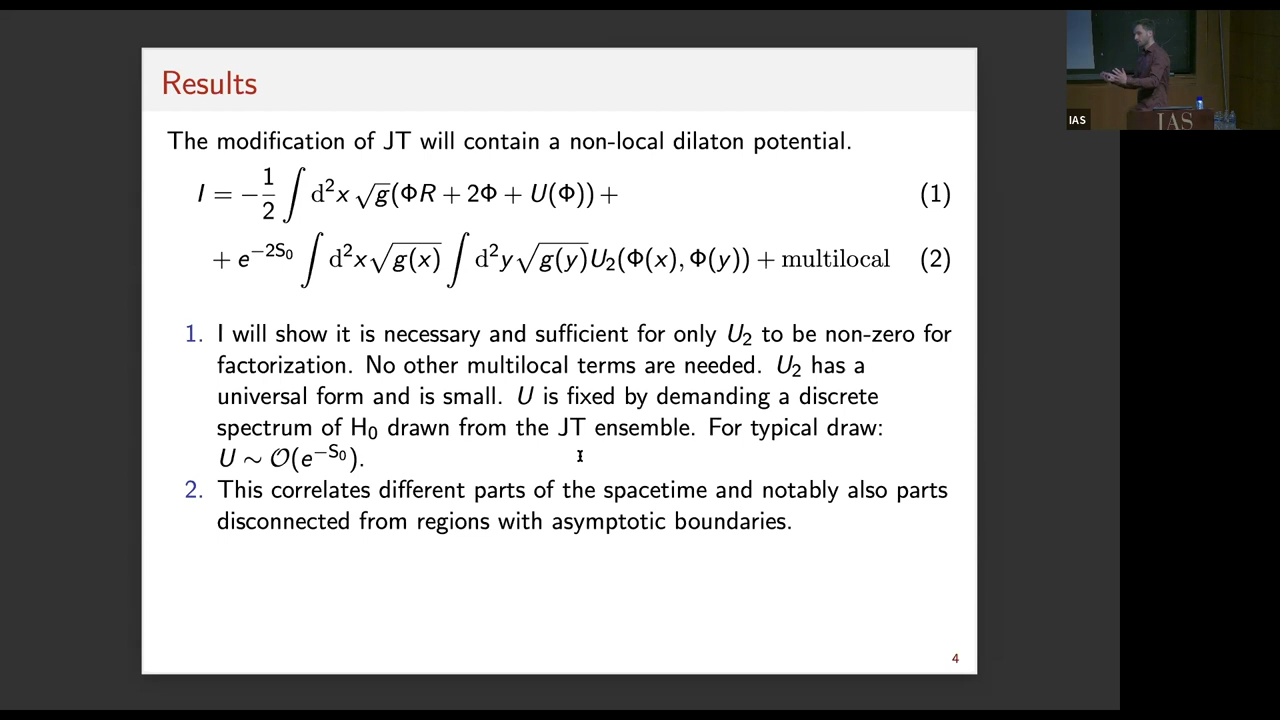 Results
The modification of JT will contain a non-local dilaton potential.
I = −1/2 ∫ d²x √g(ΦR + 2Φ + U(Φ)) + (1)
+ e^{−2S₀} ∫ d²x√g(x) ∫ d²y√g(y)U₂(Φ(x), Φ(y)) + multilocal (2)
1. I will show it is necessary and sufficient for only U₂ to be non-zero for
factorization. No other multilocal terms are needed. U₂ has a
universal form and is small. U is fixed by demanding a discrete
spectrum of H₀ drawn from the JT ensemble. For typical draw:
U ∼ 𝒪(e^{−S₀}).
2. This correlates different parts of the spacetime and notably also parts
disconnected from regions with asymptotic boundaries.
4
IAS
IAS